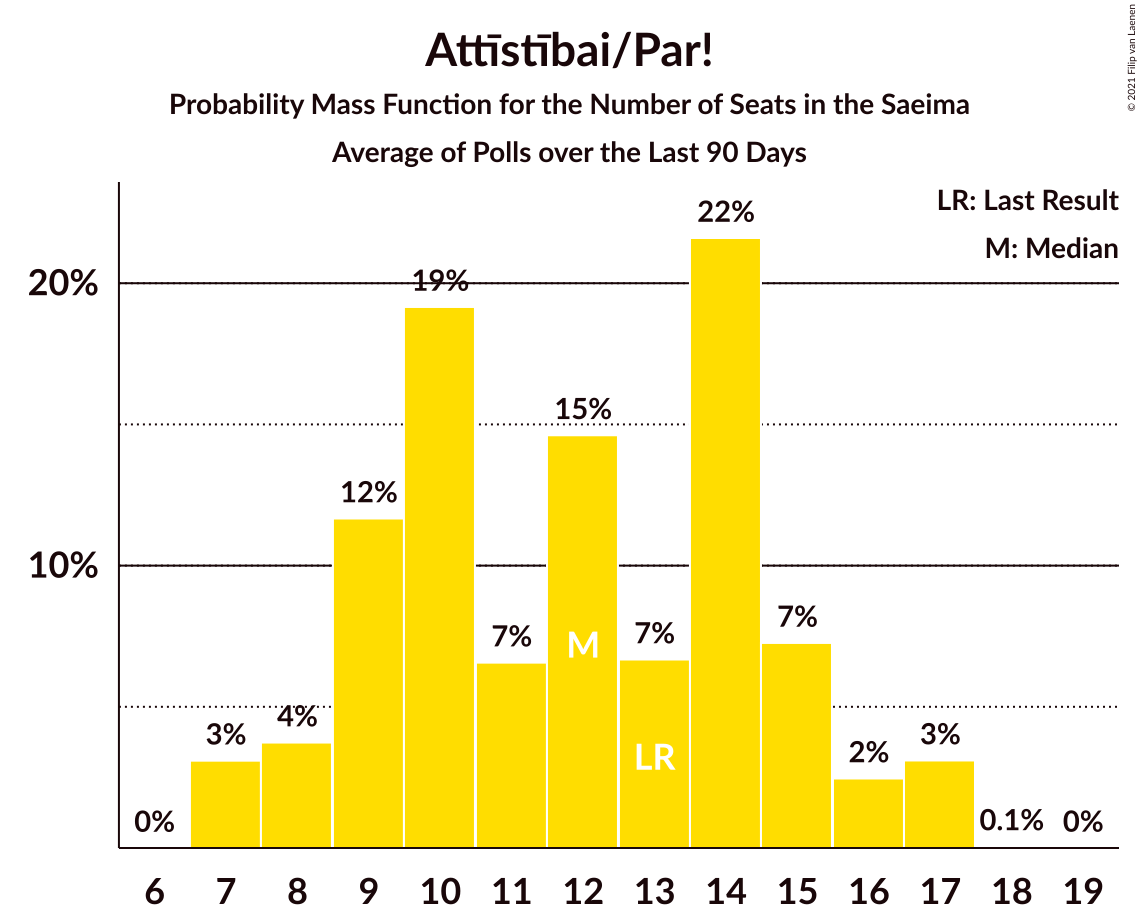 Attīstībai/Par!
Probability Mass Function for the Number of Seats in the Saeima
Average of Polls over the Last 90 Days
© 2021 Filip van Laenen
LR: Last Result
M: Median
22%
20%
19%
15%
12%
10%
7%
M
7%
7%
3%
4%
LR
2%
3%
0%
0.1%
0%
6 7 8 9 10 11 12 13 14 15 16 17 18 19